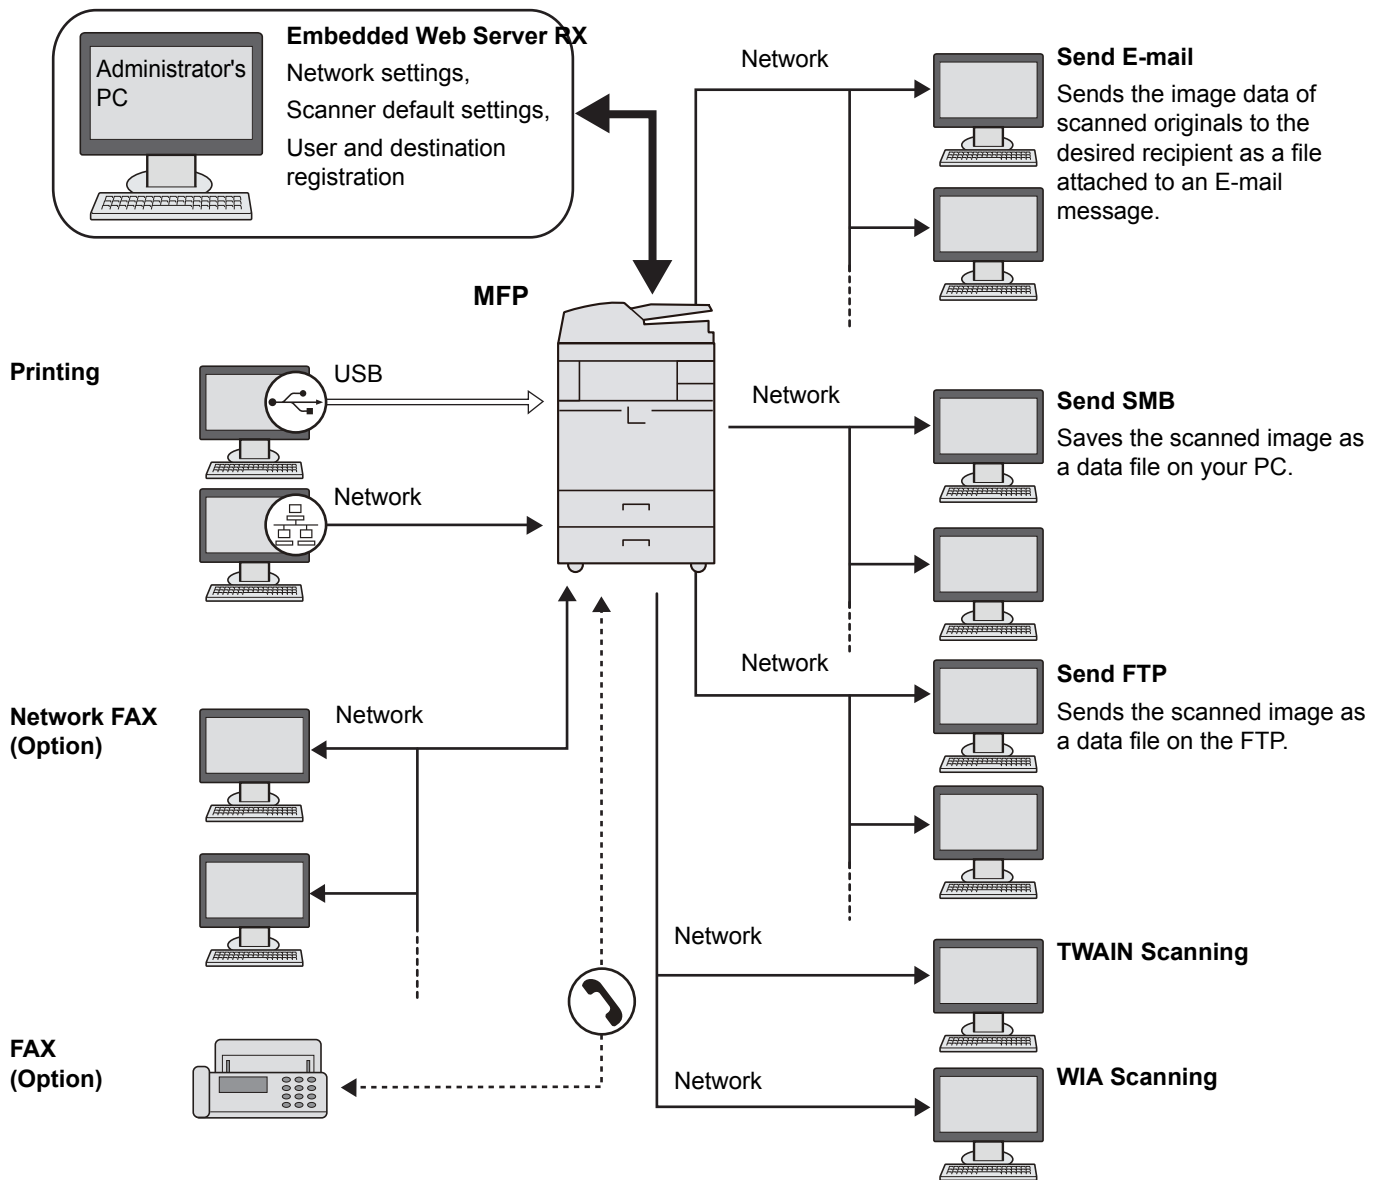 Administrator's
PC
Embedded Web Server RX
Network settings,
Scanner default settings,
User and destination
registration
Network
Send E-mail
Sends the image data of
scanned originals to the
desired recipient as a file
attached to an E-mail
message.
MFP
Printing
USB
Network
Network
Send SMB
Saves the scanned image as
a data file on your PC.
Network FAX
(Option)
Network
Network
Send FTP
Sends the scanned image as
a data file on the FTP.
Network
TWAIN Scanning
FAX
(Option)
Network
WIA Scanning